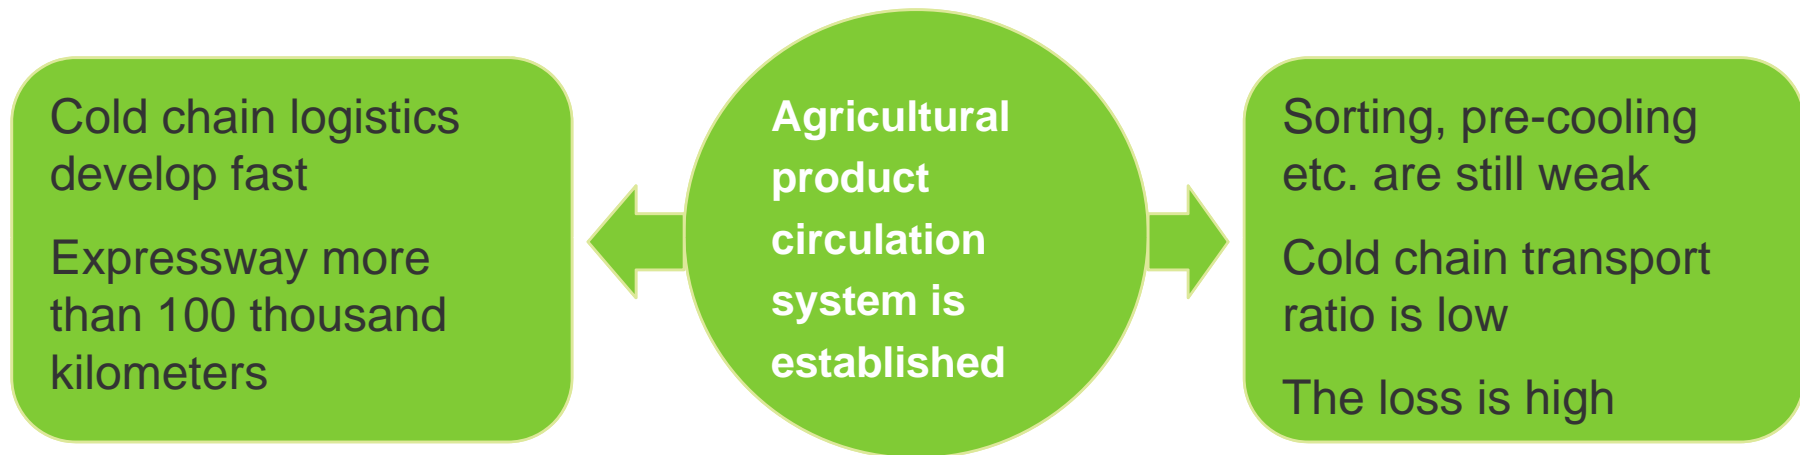 Cold chain logistics
develop fast
Expressway more
than 100 thousand
kilometers
Agricultural
product
circulation
system is
established
Sorting, pre-cooling
etc. are still weak
Cold chain transport
ratio is low
The loss is high